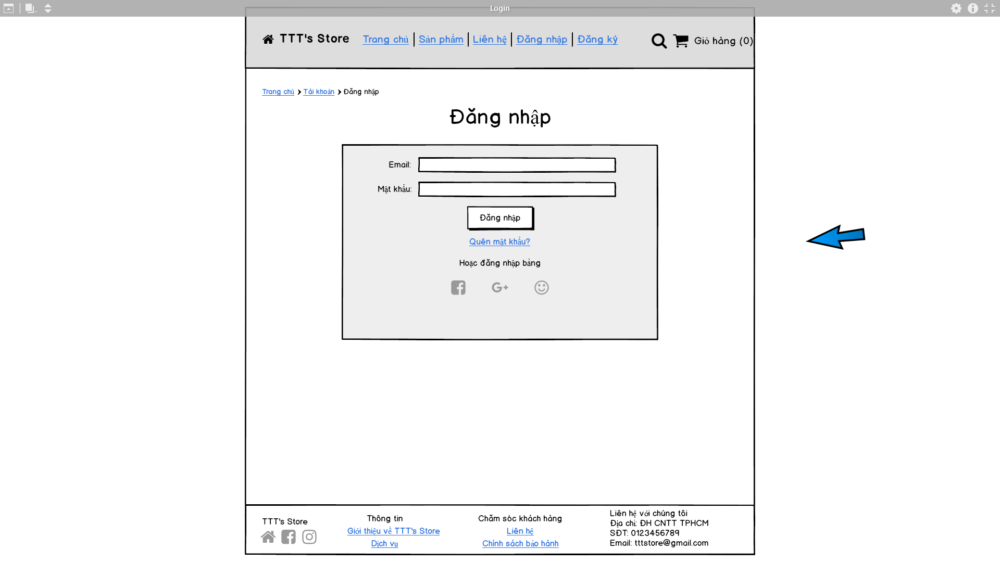 Login
TTT's Store
Trang chủ
Sản phẩm
Liên hệ
Đăng nhập
Đăng ký
Giỏ hàng (0)
Trang chủ
Tài khoản
Đăng nhập
Đăng nhập
Email:
Mật khẩu:
Đăng nhập
Quên mật khẩu?
Hoặc đăng nhập bằng
TTT's Store
Thông tin
Giới thiệu về TTT's Store
Dịch vụ
Chăm sóc khách hàng
Liên hệ
Chính sách bảo hành
Liên hệ với chúng tôi
Địa chỉ: ĐH CNTT TPHCM
SĐT: 0123456789
Email: tttstore@gmail.com